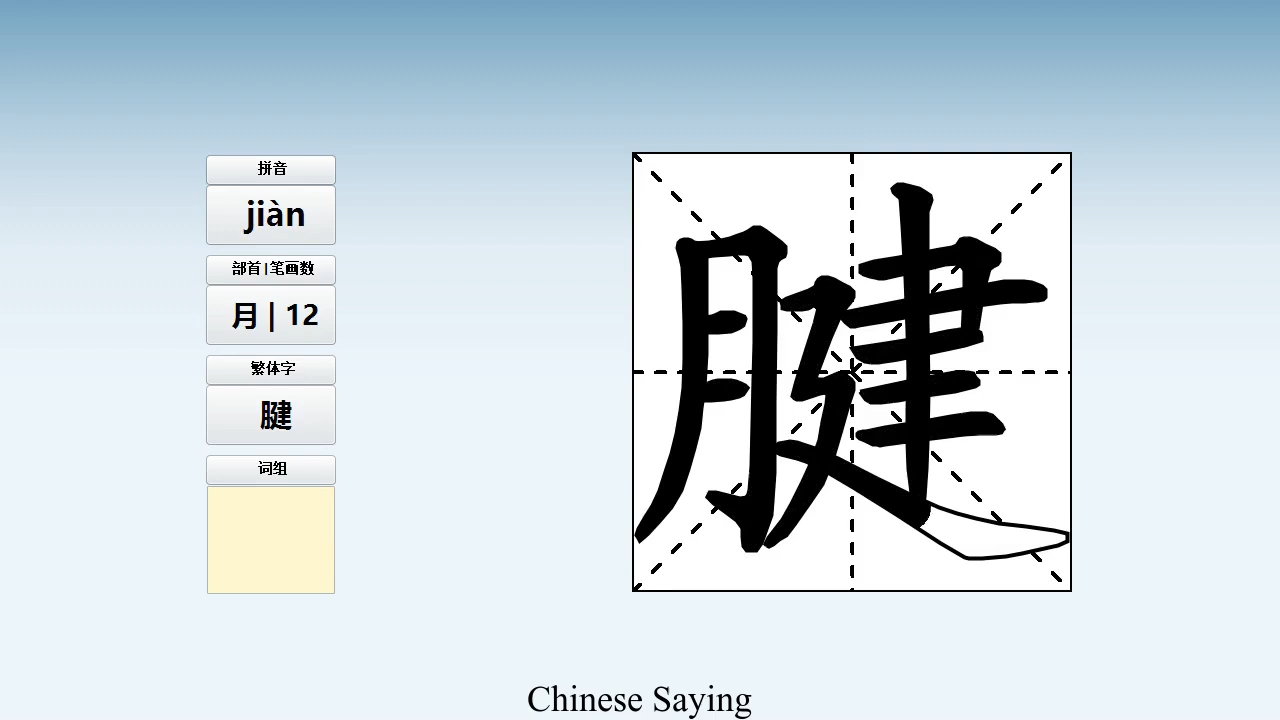 拼音
jiàn
部首|笔画数
月 | 12
繁体字
腱
词组
腱
Chinese Saying